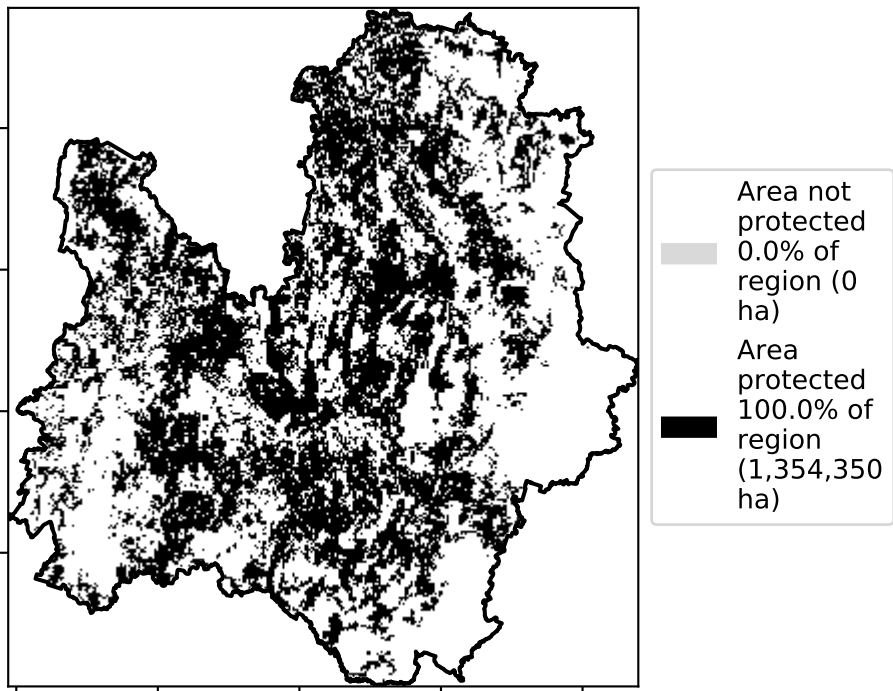 Area not
protected
0.0% of
region (0
ha)
Area
protected
100.0% of
region
(1,354,350
ha)